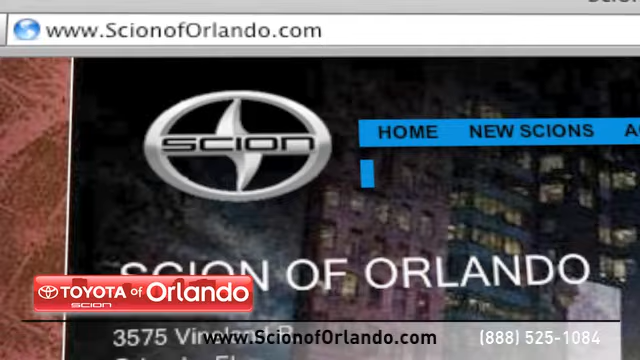 www.ScionofOrlando.com
SCION
HOME NEW SCIONS
SCION OF ORLANDO
TOYOTA of Orlando
SCION
3575
www.ScionofOrlando.com (888) 525-1084